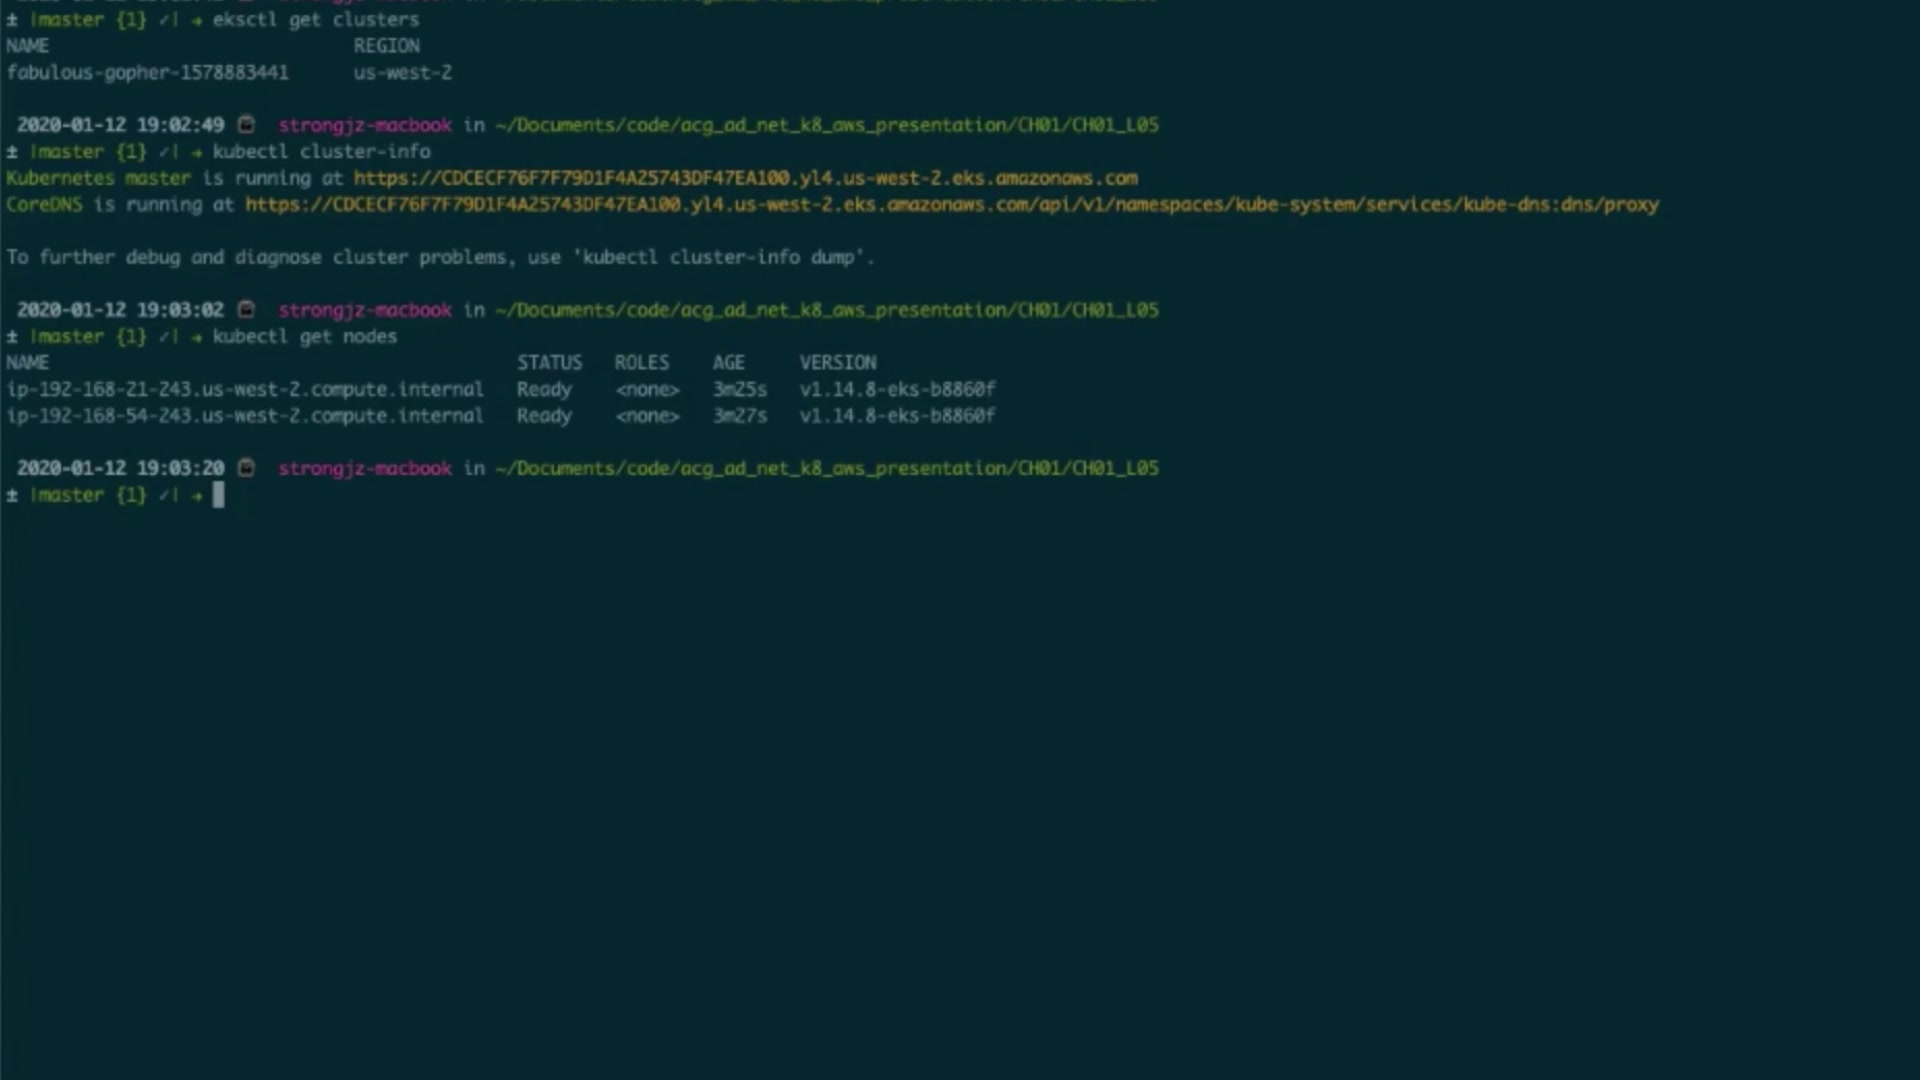 ± |master {1} ✓| → eksctl get clusters
NAME REGION
fabulous-gopher-1578883441 us-west-2
2020-01-12 19:02:49 strongjz-macbook in ~/Documents/code/acg_ad_net_k8_aws_presentation/CH01/CH01_L05
± |master {1} ✓| → kubectl cluster-info
Kubernetes master is running at https://CDCECF76F7F79D1F4A25743DF47EA100.yl4.us-west-2.eks.amazonaws.com
CoreDNS is running at https://CDCECF76F7F79D1F4A25743DF47EA100.yl4.us-west-2.eks.amazonaws.com/api/v1/namespaces/kube-system/services/kube-dns:dns/proxy
To further debug and diagnose cluster problems, use 'kubectl cluster-info dump'.
2020-01-12 19:03:02 strongjz-macbook in ~/Documents/code/acg_ad_net_k8_aws_presentation/CH01/CH01_L05
± |master {1} ✓| → kubectl get nodes
NAME STATUS ROLES AGE VERSION
ip-192-168-21-243.us-west-2.compute.internal Ready <none> 3m25s v1.14.8-eks-b8860f
ip-192-168-54-243.us-west-2.compute.internal Ready <none> 3m27s v1.14.8-eks-b8860f
2020-01-12 19:03:20 strongjz-macbook in ~/Documents/code/acg_ad_net_k8_aws_presentation/CH01/CH01_L05
± |master {1} ✓| →